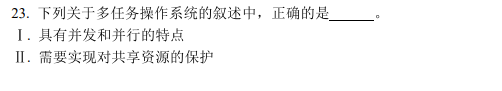 23. 下列关于多任务操作系统的叙述中，正确的是______。
Ⅰ. 具有并发和并行的特点
Ⅱ. 需要实现对共享资源的保护